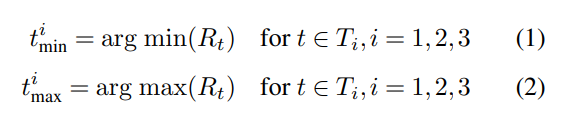 t^i_min = arg min(R_t) for t ∈ T_i, i = 1, 2, 3 (1)
t^i_max = arg max(R_t) for t ∈ T_i, i = 1, 2, 3 (2)